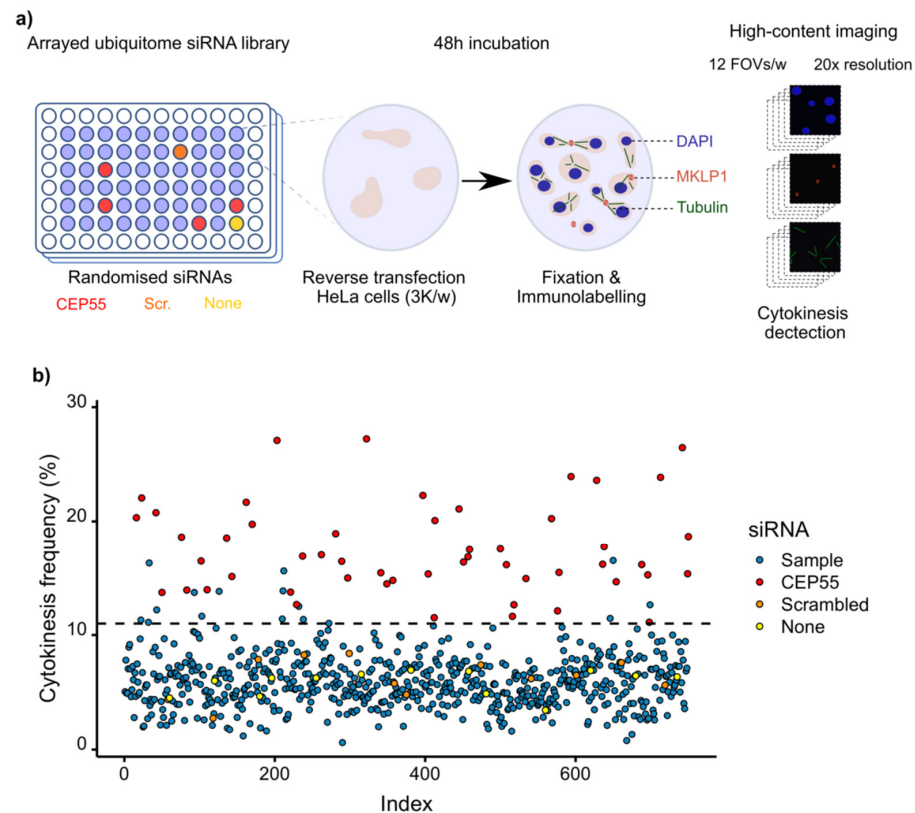 a)
Arrayed ubiquitome siRNA library
48h incubation
High-content imaging
12 FOVs/w 20x resolution
DAPI
MKLP1
Tubulin
Randomised siRNAs
CEP55 Scr. None
Reverse transfection
HeLa cells (3K/w)
Fixation &
Immunolabelling
Cytokinesis
dectection
b)
30
20
10
0
Cytokinesis frequency (%)
0 200 400 600
Index
siRNA
Sample
CEP55
Scrambled
None